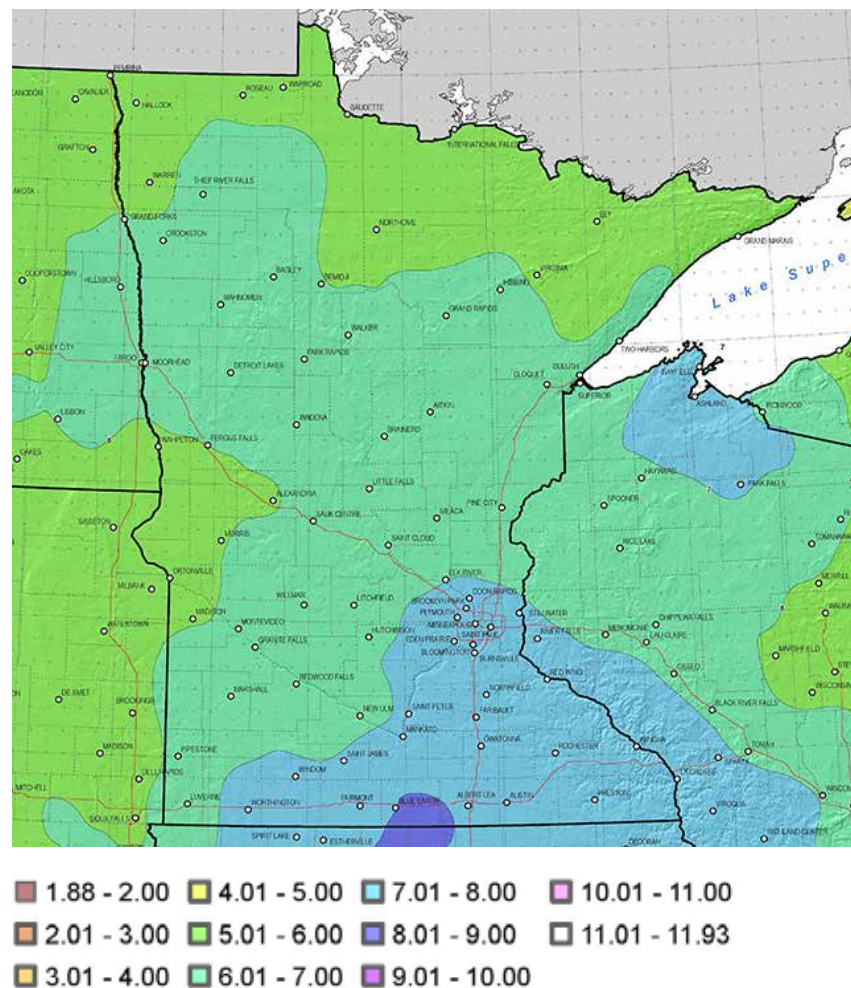 PEMBINA
CAVALIER
HALLOCK
ROSEAU
WARROAD
BAUDETTE
GRAFTON
INTERNATIONAL FALLS
WARREN
THIEF RIVER FALLS
GRAND FORKS
CROOKSTON
NORTHOME
ELY
GRAND MARAIS
COOPERSTOWN
HILLSBORO
BAGLEY
BEMIDJI
VIRGINIA
HIBBING
Lake Supe
MAHNOMEN
GRAND RAPIDS
WALKER
VALLEY CITY
FARGO
MOORHEAD
PARK RAPIDS
TWO HARBORS
DETROIT LAKES
DULUTH
CLOQUET
SUPERIOR
ASHLAND
IRONWOOD
LISBON
AITKIN
WADENA
BRAINERD
OAKES
WAHPETON
FERGUS FALLS
HAYWARD
PARK FALLS
LITTLE FALLS
ALEXANDRIA
PINE CITY
SPOONER
SISSETON
SAUK CENTRE
MILACA
MORRIS
SAINT CLOUD
RICE LAKE
TOMAHAWK
ORTONVILLE
ELK RIVER
MILBANK
MERRILL
WILLMAR
LITCHFIELD
BROOKLYN PARK
COON RAPIDS
MADISON
PLYMOUTH
STILLWATER
WATERTOWN
MONTEVIDEO
HUTCHINSON
MINNEAPOLIS
SAINT PAUL
RIVER FALLS
MENOMONIE
CHIPPEWA FALLS
GRANITE FALLS
EDEN PRAIRIE
BLOOMINGTON
BURNSVILLE
EAU CLAIRE
MARSHFIELD
OSSEO
RED WING
REDWOOD FALLS
DE SMET
MARSHALL
NORTHFIELD
BROOKINGS
NEW ULM
SAINT PETER
FARIBAULT
BLACK RIVER FALLS
MANKATO
OWATONNA
ROCHESTER
WINONA
TOMAH
MADISON
PIPESTONE
SAINT JAMES
SPARTA
WINDOM
DELL RAPIDS
LA CROSSE
MITCHELL
LUVERNE
WORTHINGTON
FAIRMONT
BLUE EARTH
ALBERT LEA
AUSTIN
PRESTON
VIROQUA
SIOUX FALLS
SPIRIT LAKE
ESTHERVILLE
DECORAH
RICHLAND CENTER
1.88 - 2.00 4.01 - 5.00 7.01 - 8.00 10.01 - 11.00
2.01 - 3.00 5.01 - 6.00 8.01 - 9.00 11.01 - 11.93
3.01 - 4.00 6.01 - 7.00 9.01 - 10.00